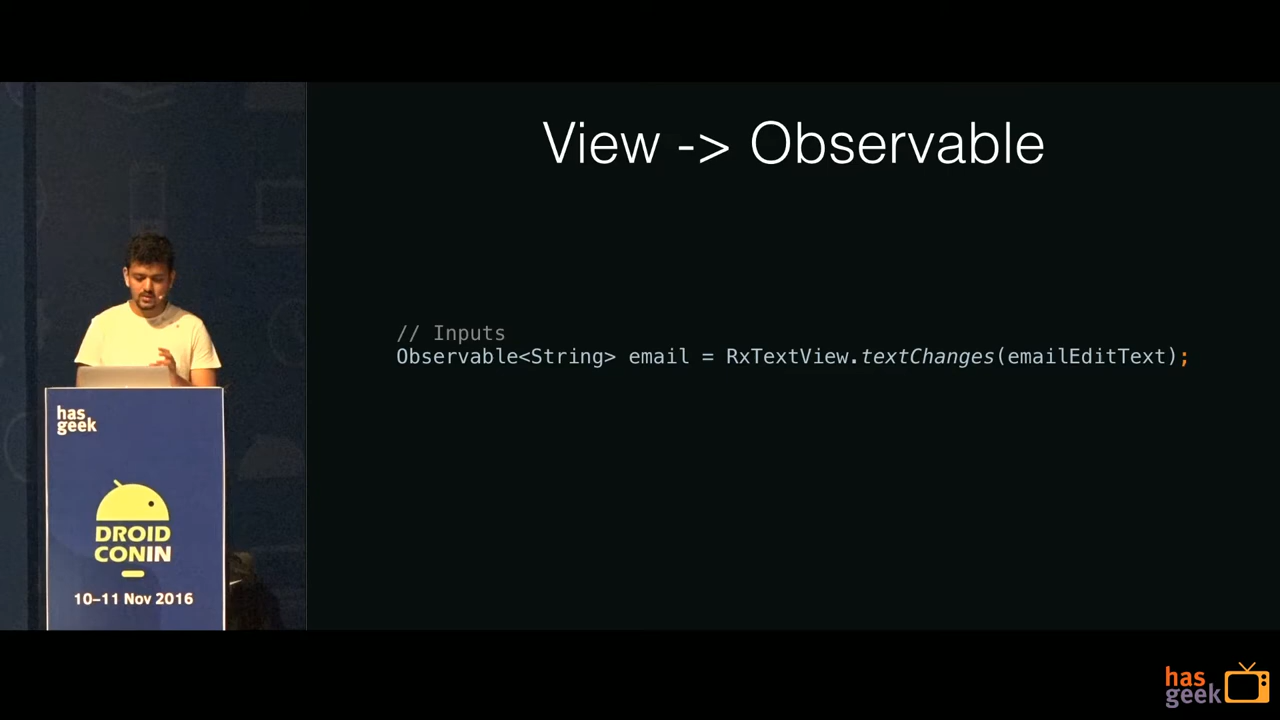 View -> Observable
// Inputs
Observable<String> email = RxTextView.textChanges(emailEditText);
has
geek
DROID
CONIN
10–11 Nov 2016
has
geek